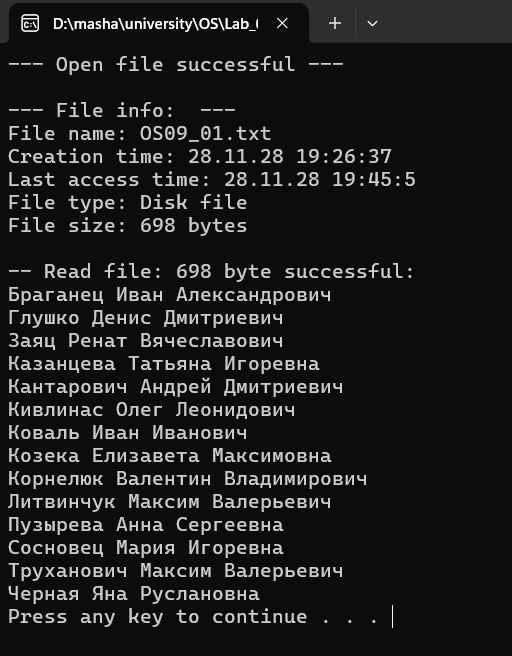 D:\masha\university\OS\Lab_
--- Open file successful ---
--- File info:  ---
File name: OS09_01.txt
Creation time: 28.11.28 19:26:37
Last access time: 28.11.28 19:45:5
File type: Disk file
File size: 698 bytes
-- Read file: 698 byte successful:
Браганец Иван Александрович
Глушко Денис Дмитриевич
Заяц Ренат Вячеславович
Казанцева Татьяна Игоревна
Кантарович Андрей Дмитриевич
Кивлинас Олег Леонидович
Коваль Иван Иванович
Козека Елизавета Максимовна
Корнелюк Валентин Владимирович
Литвинчук Максим Валерьевич
Пузырева Анна Сергеевна
Сосновец Мария Игоревна
Труханович Максим Валерьевич
Черная Яна Руслановна
Press any key to continue . . .